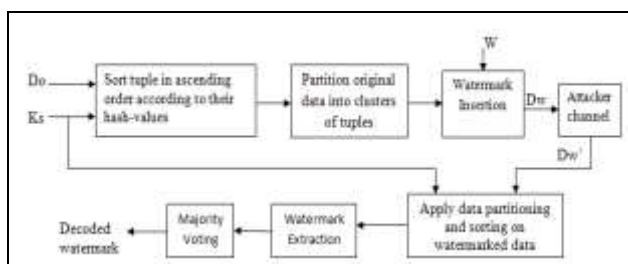 W
Do
Ks
Sort tuple in ascending
order according to their
hash-values
Partition original
data into clusters
of tuples
Watermark
Insertion
Dw
Attacker
channel
Dw'
Decoded
watermark
Majority
Voting
Watermark
Extraction
Apply data partitioning
and sorting on
watermarked data